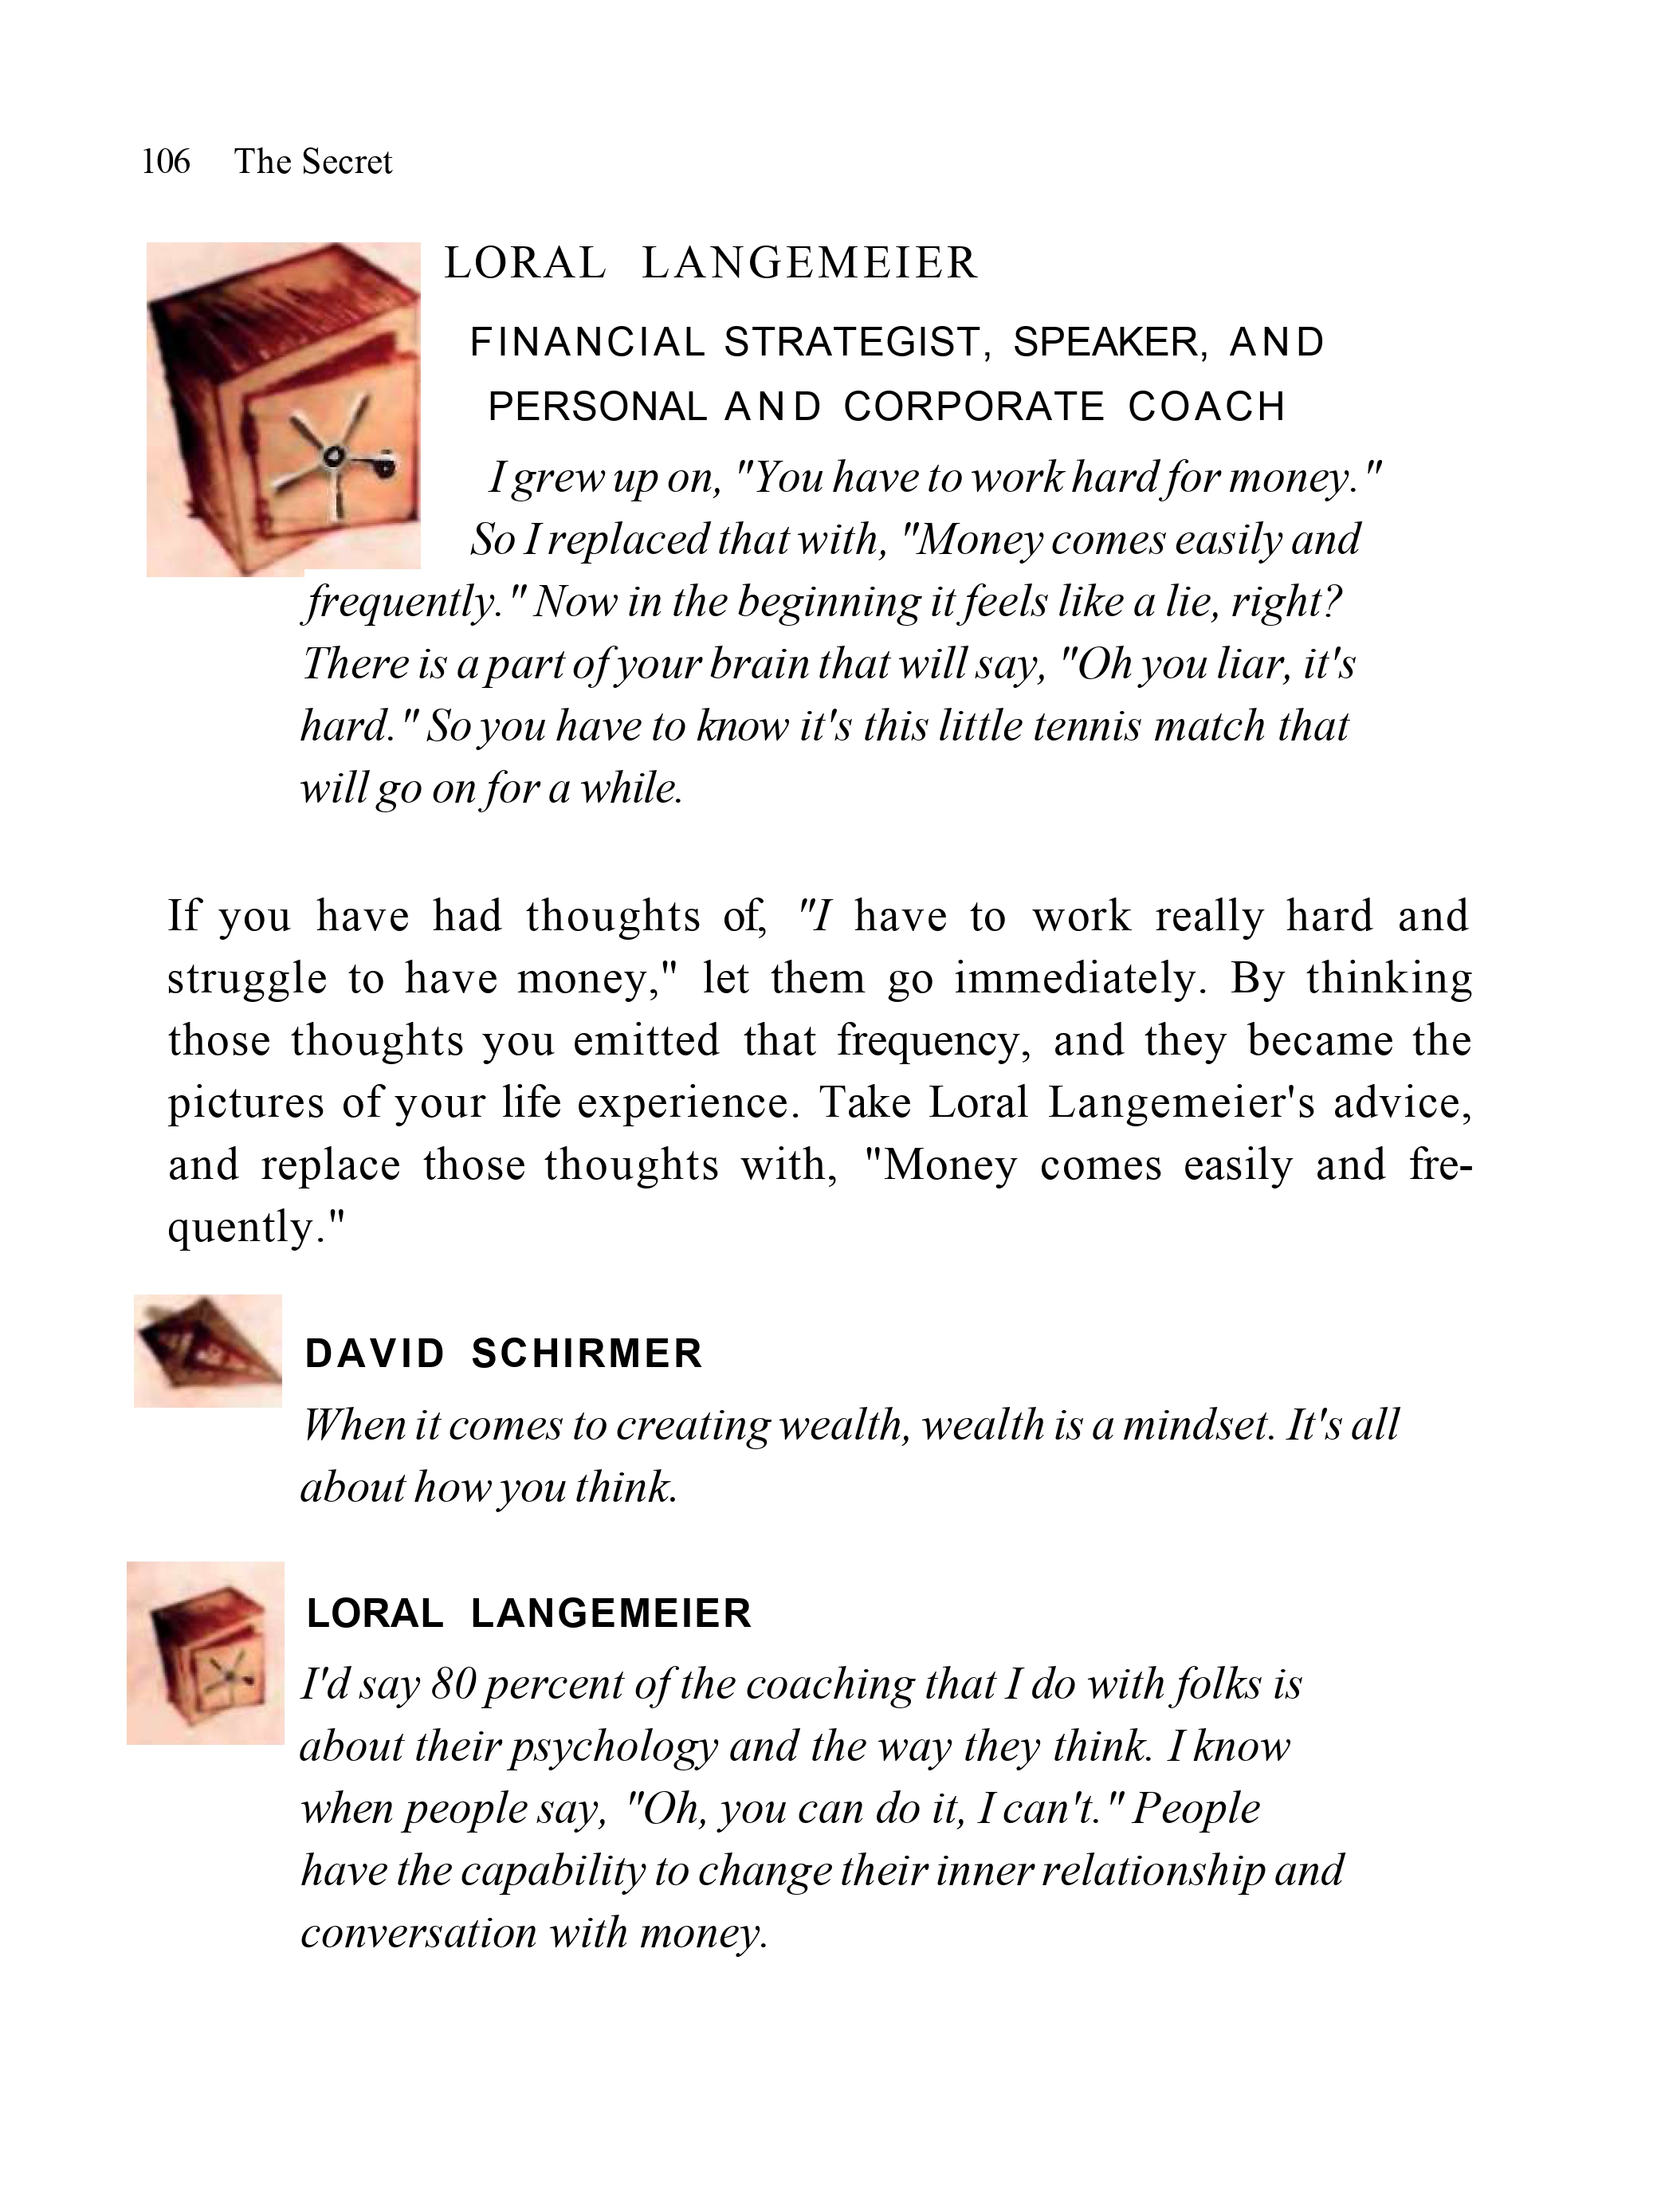 106 The Secret
LORAL LANGEMEIER
FINANCIAL STRATEGIST, SPEAKER, AND
PERSONAL AND CORPORATE COACH
I grew up on, "You have to work hard for money."
So I replaced that with, "Money comes easily and
frequently." Now in the beginning it feels like a lie, right?
There is a part of your brain that will say, "Oh you liar, it's
hard." So you have to know it's this little tennis match that
will go on for a while.
If you have had thoughts of, "I have to work really hard and
struggle to have money," let them go immediately. By thinking
those thoughts you emitted that frequency, and they became the
pictures of your life experience. Take Loral Langemeier's advice,
and replace those thoughts with, "Money comes easily and fre-
quently."
DAVID SCHIRMER
When it comes to creating wealth, wealth is a mindset. It's all
about how you think.
LORAL LANGEMEIER
I'd say 80 percent of the coaching that I do with folks is
about their psychology and the way they think. I know
when people say, "Oh, you can do it, I can't." People
have the capability to change their inner relationship and
conversation with money.